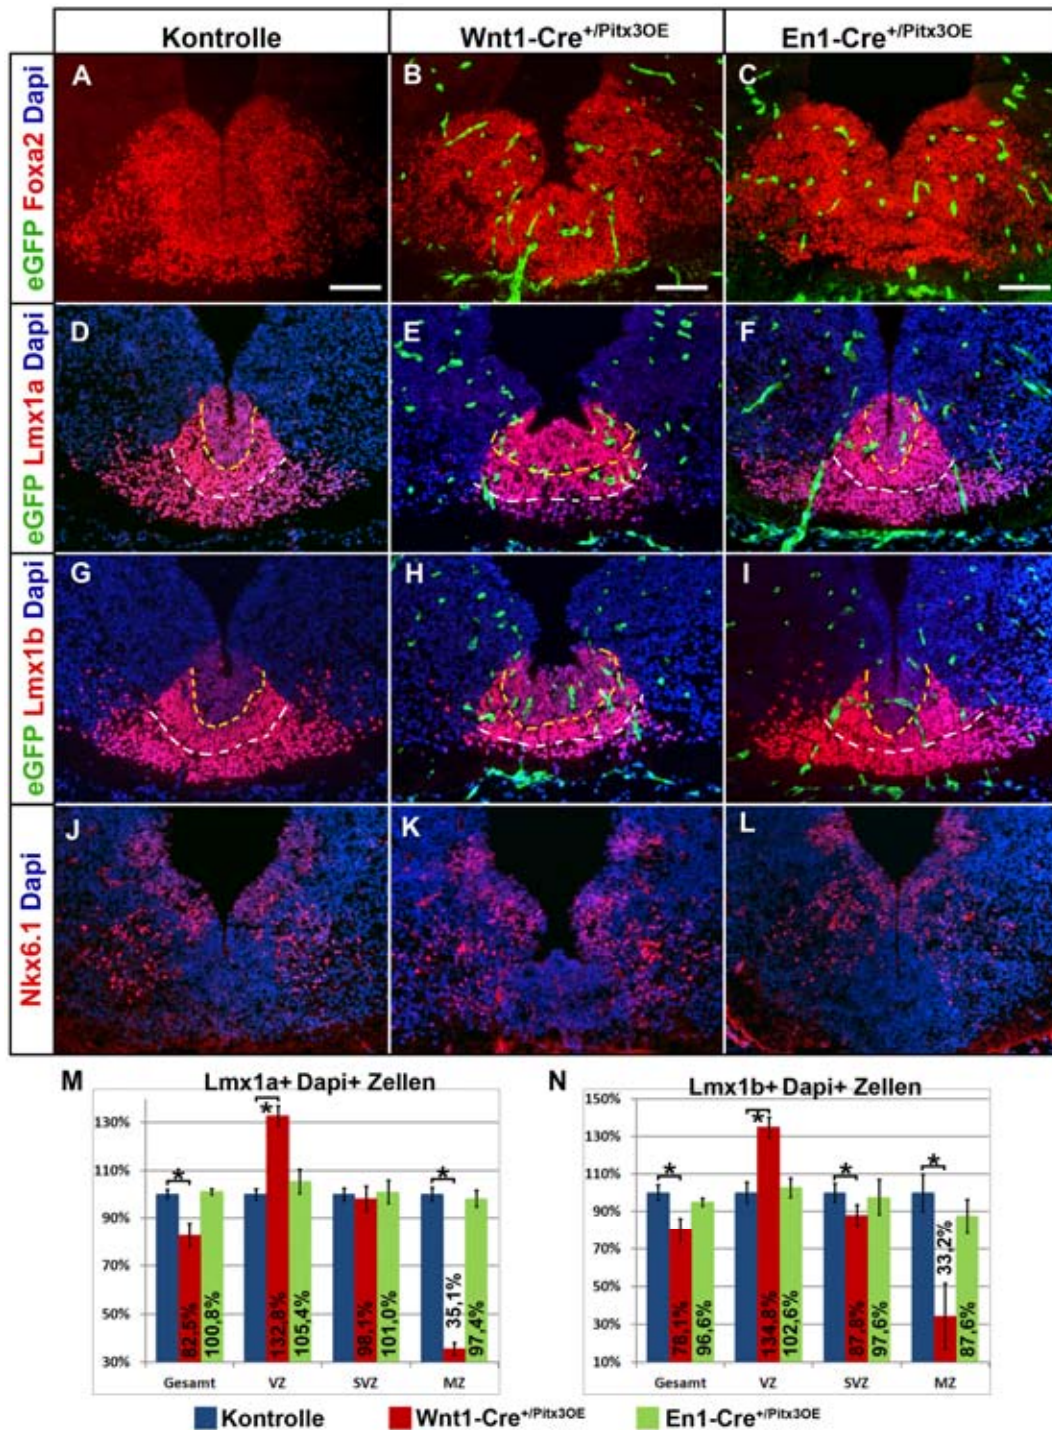 Kontrolle
Wnt1-Cre+/Pitx3OE
En1-Cre+/Pitx3OE
eGFP Foxa2 Dapi
A
B
C
eGFP Lmx1a Dapi
D
E
F
eGFP Lmx1b Dapi
G
H
I
Nkx6.1 Dapi
J
K
L
M
Lmx1a+ Dapi+ Zellen
130%
110%
90%
70%
50%
30%
*
*
*
82,5%
100,8%
132,8%
105,4%
98,1%
101,0%
35,1%
97,4%
Gesamt
VZ
SVZ
MZ
N
Lmx1b+ Dapi+ Zellen
150%
130%
110%
90%
70%
50%
30%
10%
*
*
*
*
78,1%
96,6%
134,8%
102,6%
87,8%
97,6%
33,2%
87,6%
Gesamt
VZ
SVZ
MZ
Kontrolle
Wnt1-Cre+/Pitx3OE
En1-Cre+/Pitx3OE